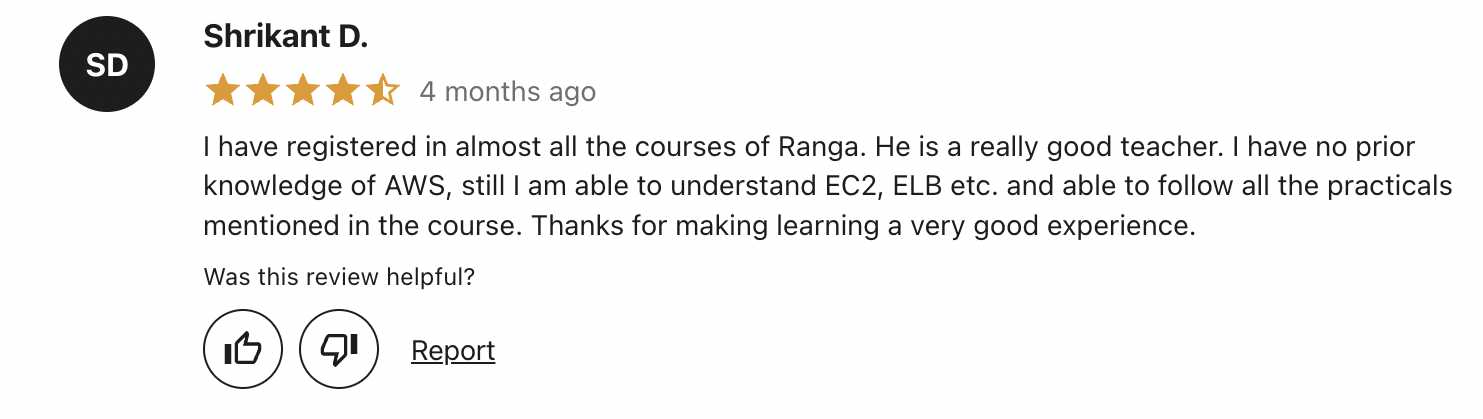 SD
Shrikant D.
4 months ago
I have registered in almost all the courses of Ranga. He is a really good teacher. I have no prior
knowledge of AWS, still I am able to understand EC2, ELB etc. and able to follow all the practicals
mentioned in the course. Thanks for making learning a very good experience.
Was this review helpful?
Report